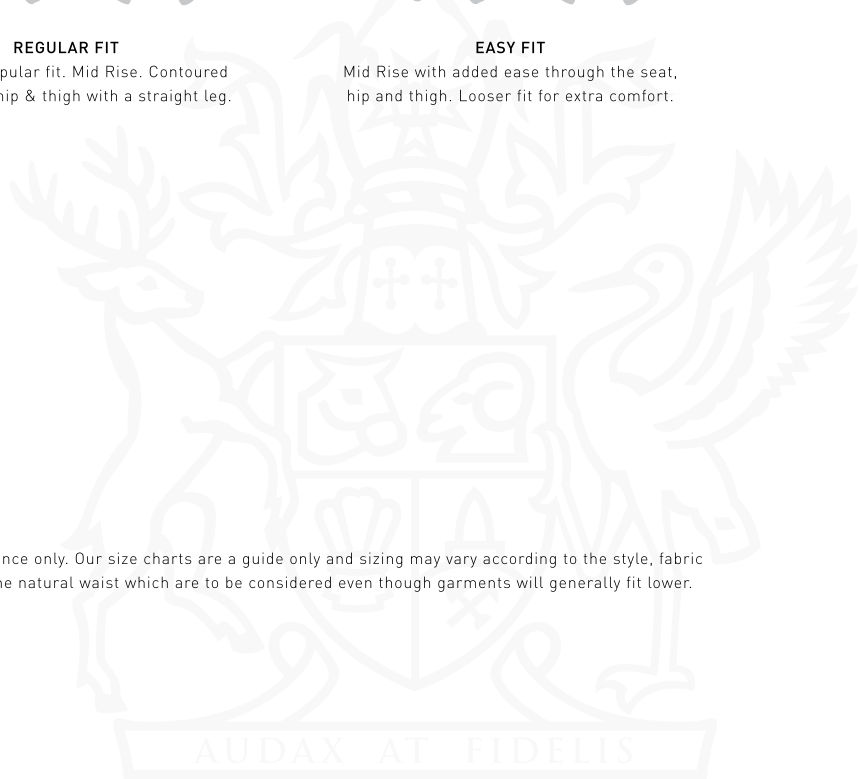 REGULAR FIT
pular fit. Mid Rise. Contoured
hip & thigh with a straight leg.
EASY FIT
Mid Rise with added ease through the seat,
hip and thigh. Looser fit for extra comfort.
nce only. Our size charts are a guide only and sizing may vary according to the style, fabric
he natural waist which are to be considered even though garments will generally fit lower.
AUDAX AT FIDELIS